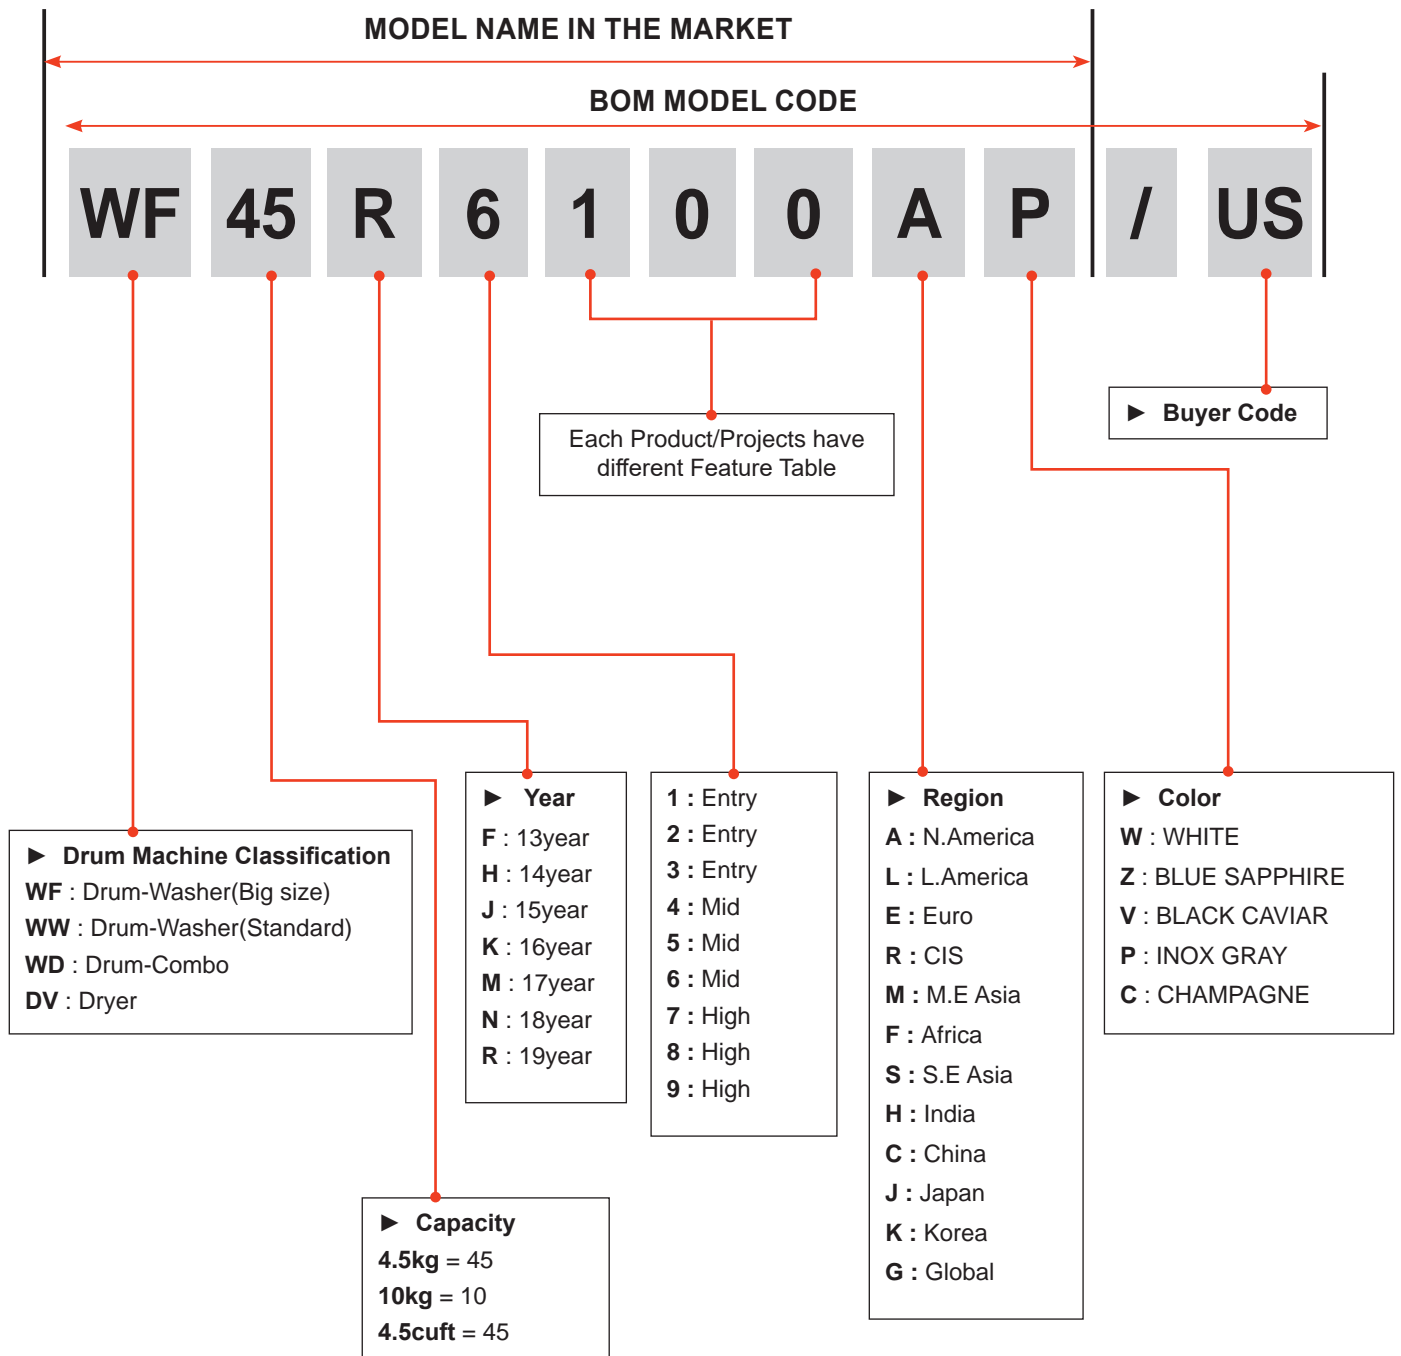 MODEL NAME IN THE MARKET
BOM MODEL CODE
WF 45 R 6 1 0 0 A P / US
Each Product/Projects have
different Feature Table
► Buyer Code
► Drum Machine Classification
WF : Drum-Washer(Big size)
WW : Drum-Washer(Standard)
WD : Drum-Combo
DV : Dryer
► Capacity
4.5kg = 45
10kg = 10
4.5cuft = 45
► Year
F : 13year
H : 14year
J : 15year
K : 16year
M : 17year
N : 18year
R : 19year
1 : Entry
2 : Entry
3 : Entry
4 : Mid
5 : Mid
6 : Mid
7 : High
8 : High
9 : High
► Region
A : N.America
L : L.America
E : Euro
R : CIS
M : M.E Asia
F : Africa
S : S.E Asia
H : India
C : China
J : Japan
K : Korea
G : Global
► Color
W : WHITE
Z : BLUE SAPPHIRE
V : BLACK CAVIAR
P : INOX GRAY
C : CHAMPAGNE